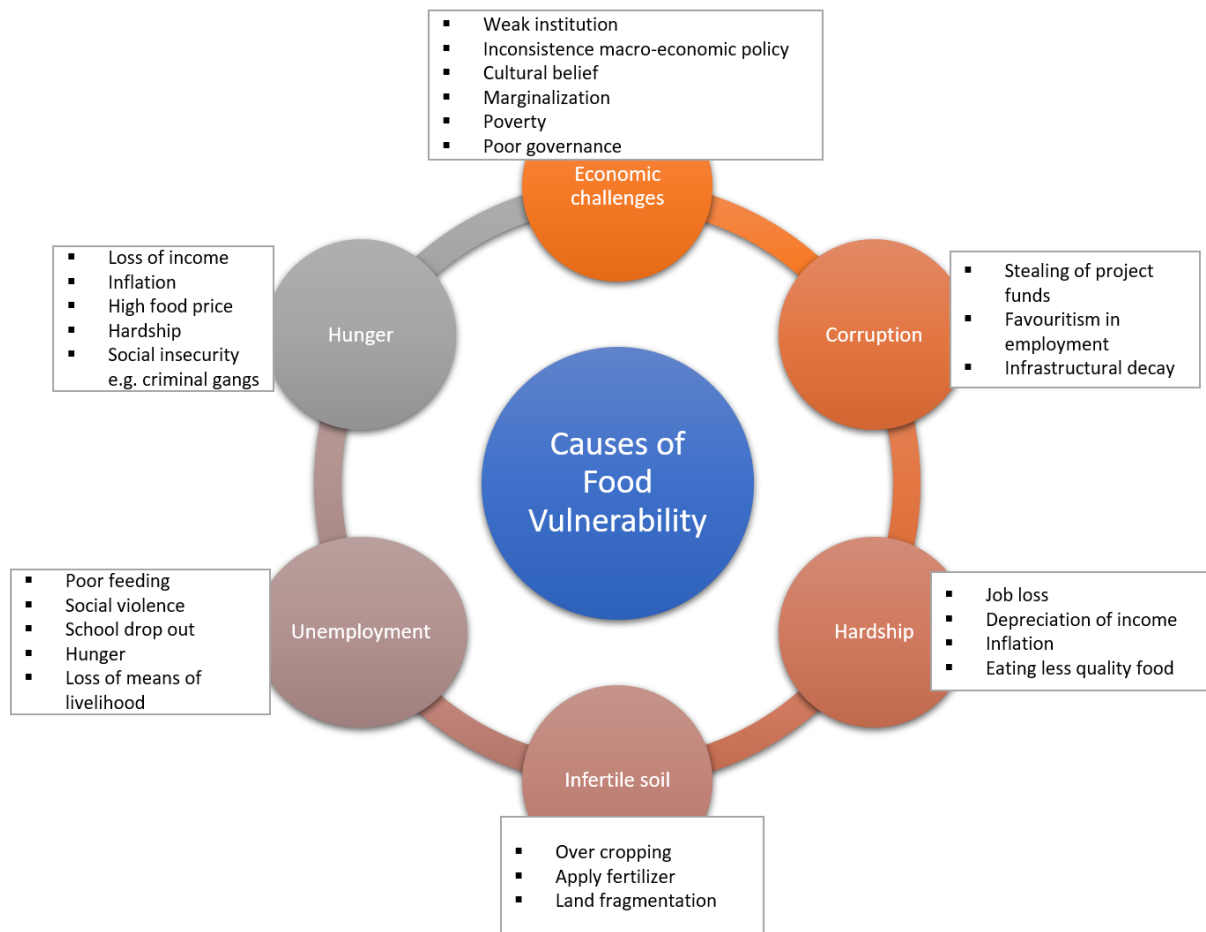 Weak institution
Inconsistence macro-economic policy
Cultural belief
Marginalization
Poverty
Poor governance
Economic
challenges
Loss of income
Inflation
High food price
Hardship
Social insecurity
e.g. criminal gangs
Hunger
Corruption
Stealing of project
funds
Favouritism in
employment
Infrastructural decay
Causes of
Food
Vulnerability
Poor feeding
Social violence
School drop out
Hunger
Loss of means of
livelihood
Unemployment
Hardship
Job loss
Depreciation of income
Inflation
Eating less quality food
Infertile soil
Over cropping
Apply fertilizer
Land fragmentation